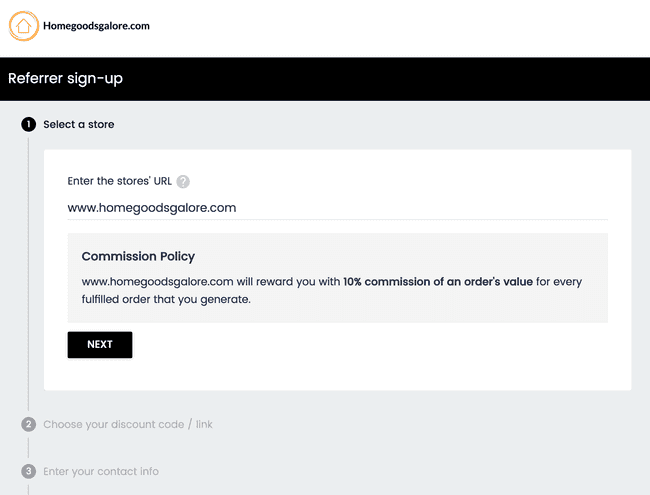 Homegoodsgalore.com
Referrer sign-up
1 Select a store
Enter the stores' URL ?
www.homegoodsgalore.com
Commission Policy
www.homegoodsgalore.com will reward you with 10% commission of an order's value for every
fulfilled order that you generate.
NEXT
2 Choose your discount code / link
3 Enter your contact info